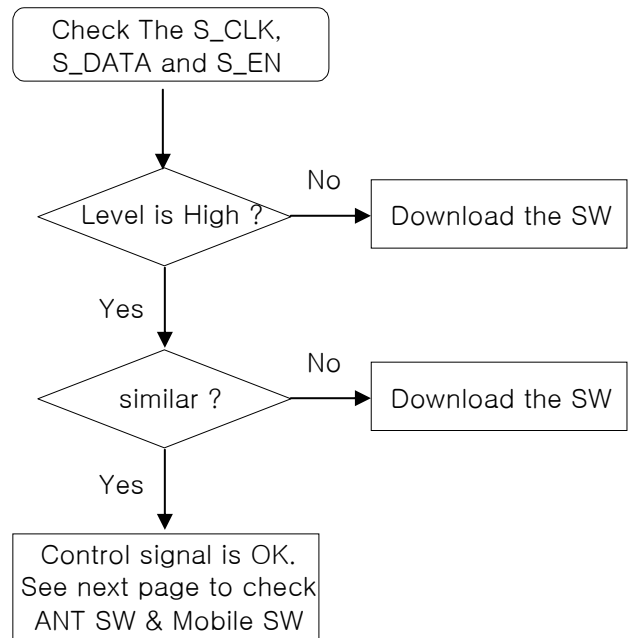 Check The S_CLK,
S_DATA and S_EN
No
Level is High ?
Download the SW
Yes
No
similar ?
Download the SW
Yes
Control signal is OK.
See next page to check
ANT SW & Mobile SW